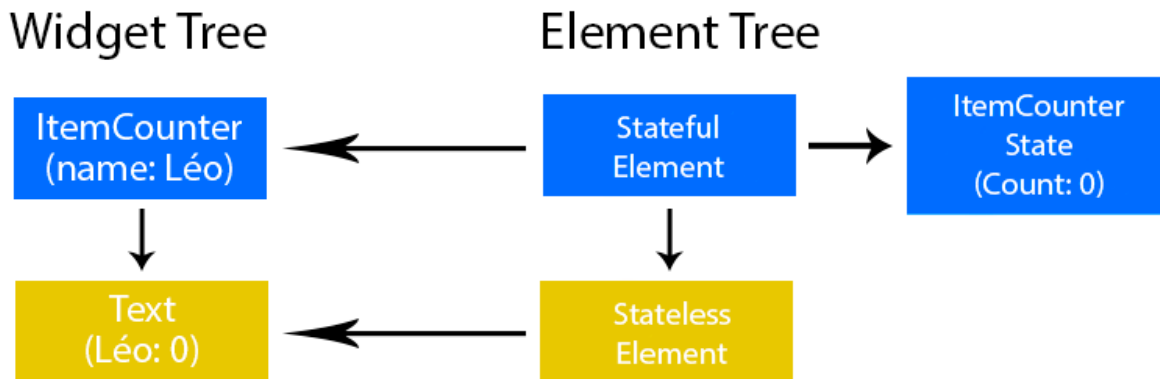 Widget Tree
Element Tree
ItemCounter
(name: Léo)
Stateful
Element
ItemCounter
State
(Count: 0)
Text
(Léo: 0)
Stateless
Element